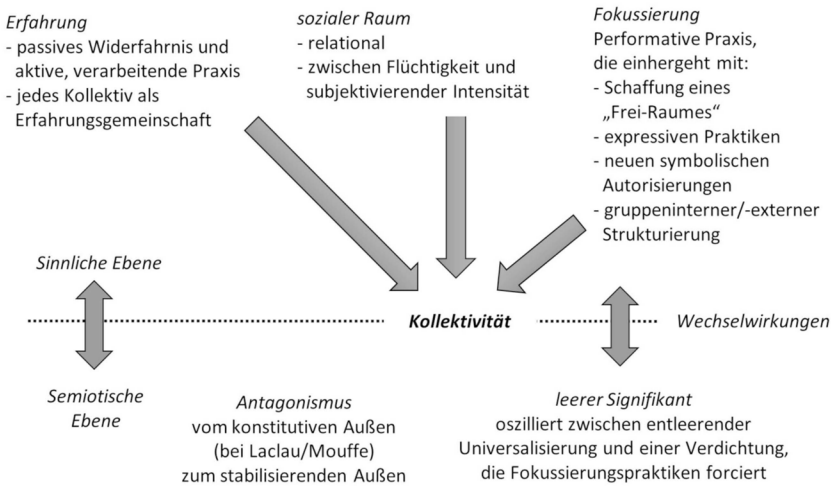 Erfahrung
- passives Widerfahrnis und
aktive, verarbeitende Praxis
- jedes Kollektiv als
Erfahrungsgemeinschaft
sozialer Raum
- relational
- zwischen Flüchtigkeit und
subjektivierender Intensität
Fokussierung
Performative Praxis,
die einhergeht mit:
- Schaffung eines
„Frei-Raumes“
- expressiven Praktiken
- neuen symbolischen
Autorisierungen
- gruppeninterner/-externer
Strukturierung
Sinnliche Ebene
Kollektivität
Wechselwirkungen
Semiotische
Ebene
Antagonismus
vom konstitutiven Außen
(bei Laclau/Mouffe)
zum stabilisierenden Außen
leerer Signifikant
oszilliert zwischen entleerender
Universalisierung und einer Verdichtung,
die Fokussierungspraktiken forciert